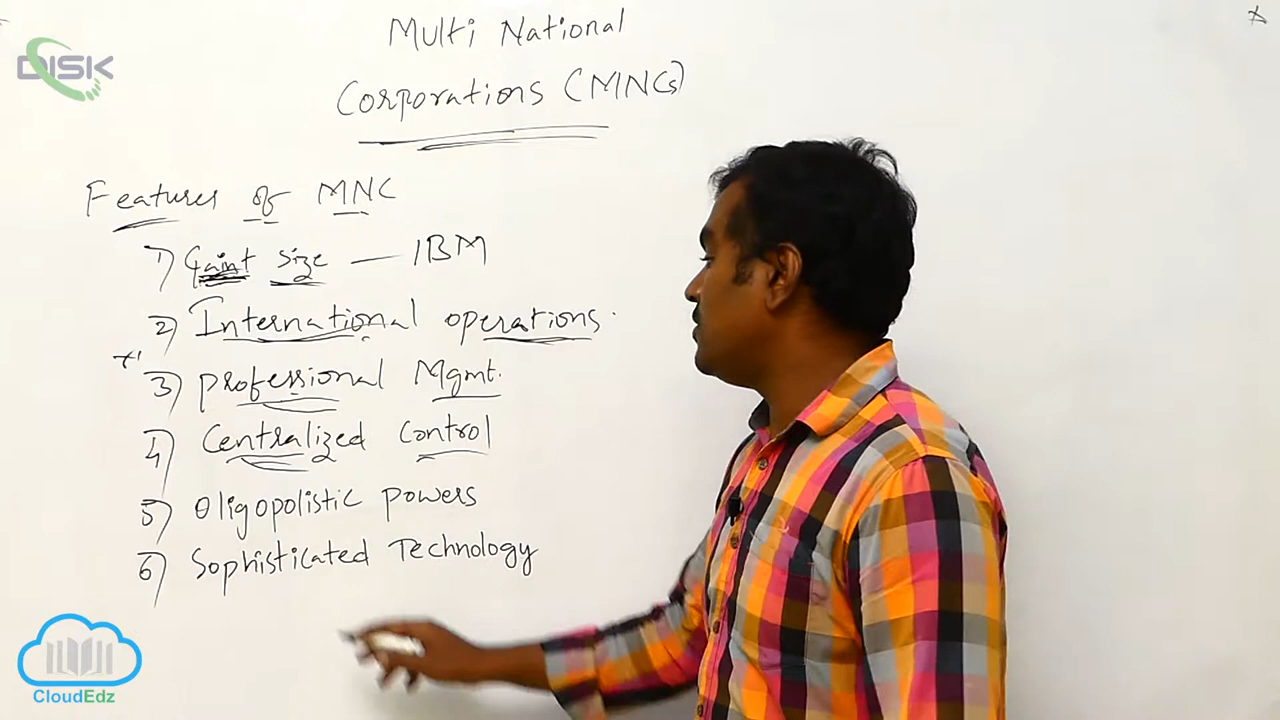 DISK
Multi National
Corporations (MNCs)
Features of MNC
1) Gaint size — IBM
2) International operations.
3) Professional Mgmt.
4) Centralized control
5) Oligopolistic powers
6) Sophisticated Technology
CloudEdz